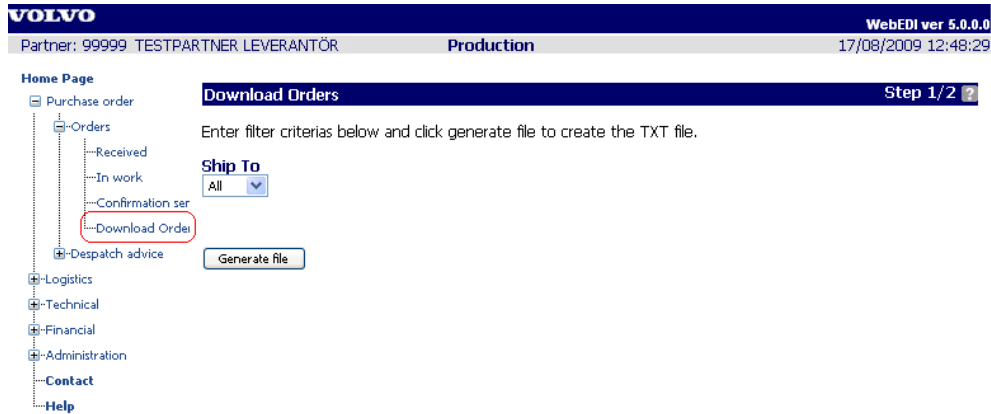 VOLVO
WebEDI ver 5.0.0.0
Partner: 99999 TESTPARTNER LEVERANTÖR Production 17/08/2009 12:48:29
Home Page
Purchase order
Orders
Received
In work
Confirmation ser
Download Order
Despatch advice
Logistics
Technical
Financial
Administration
Contact
Help
Download Orders Step 1/2 ?
Enter filter criterias below and click generate file to create the TXT file.
Ship To
All
Generate file